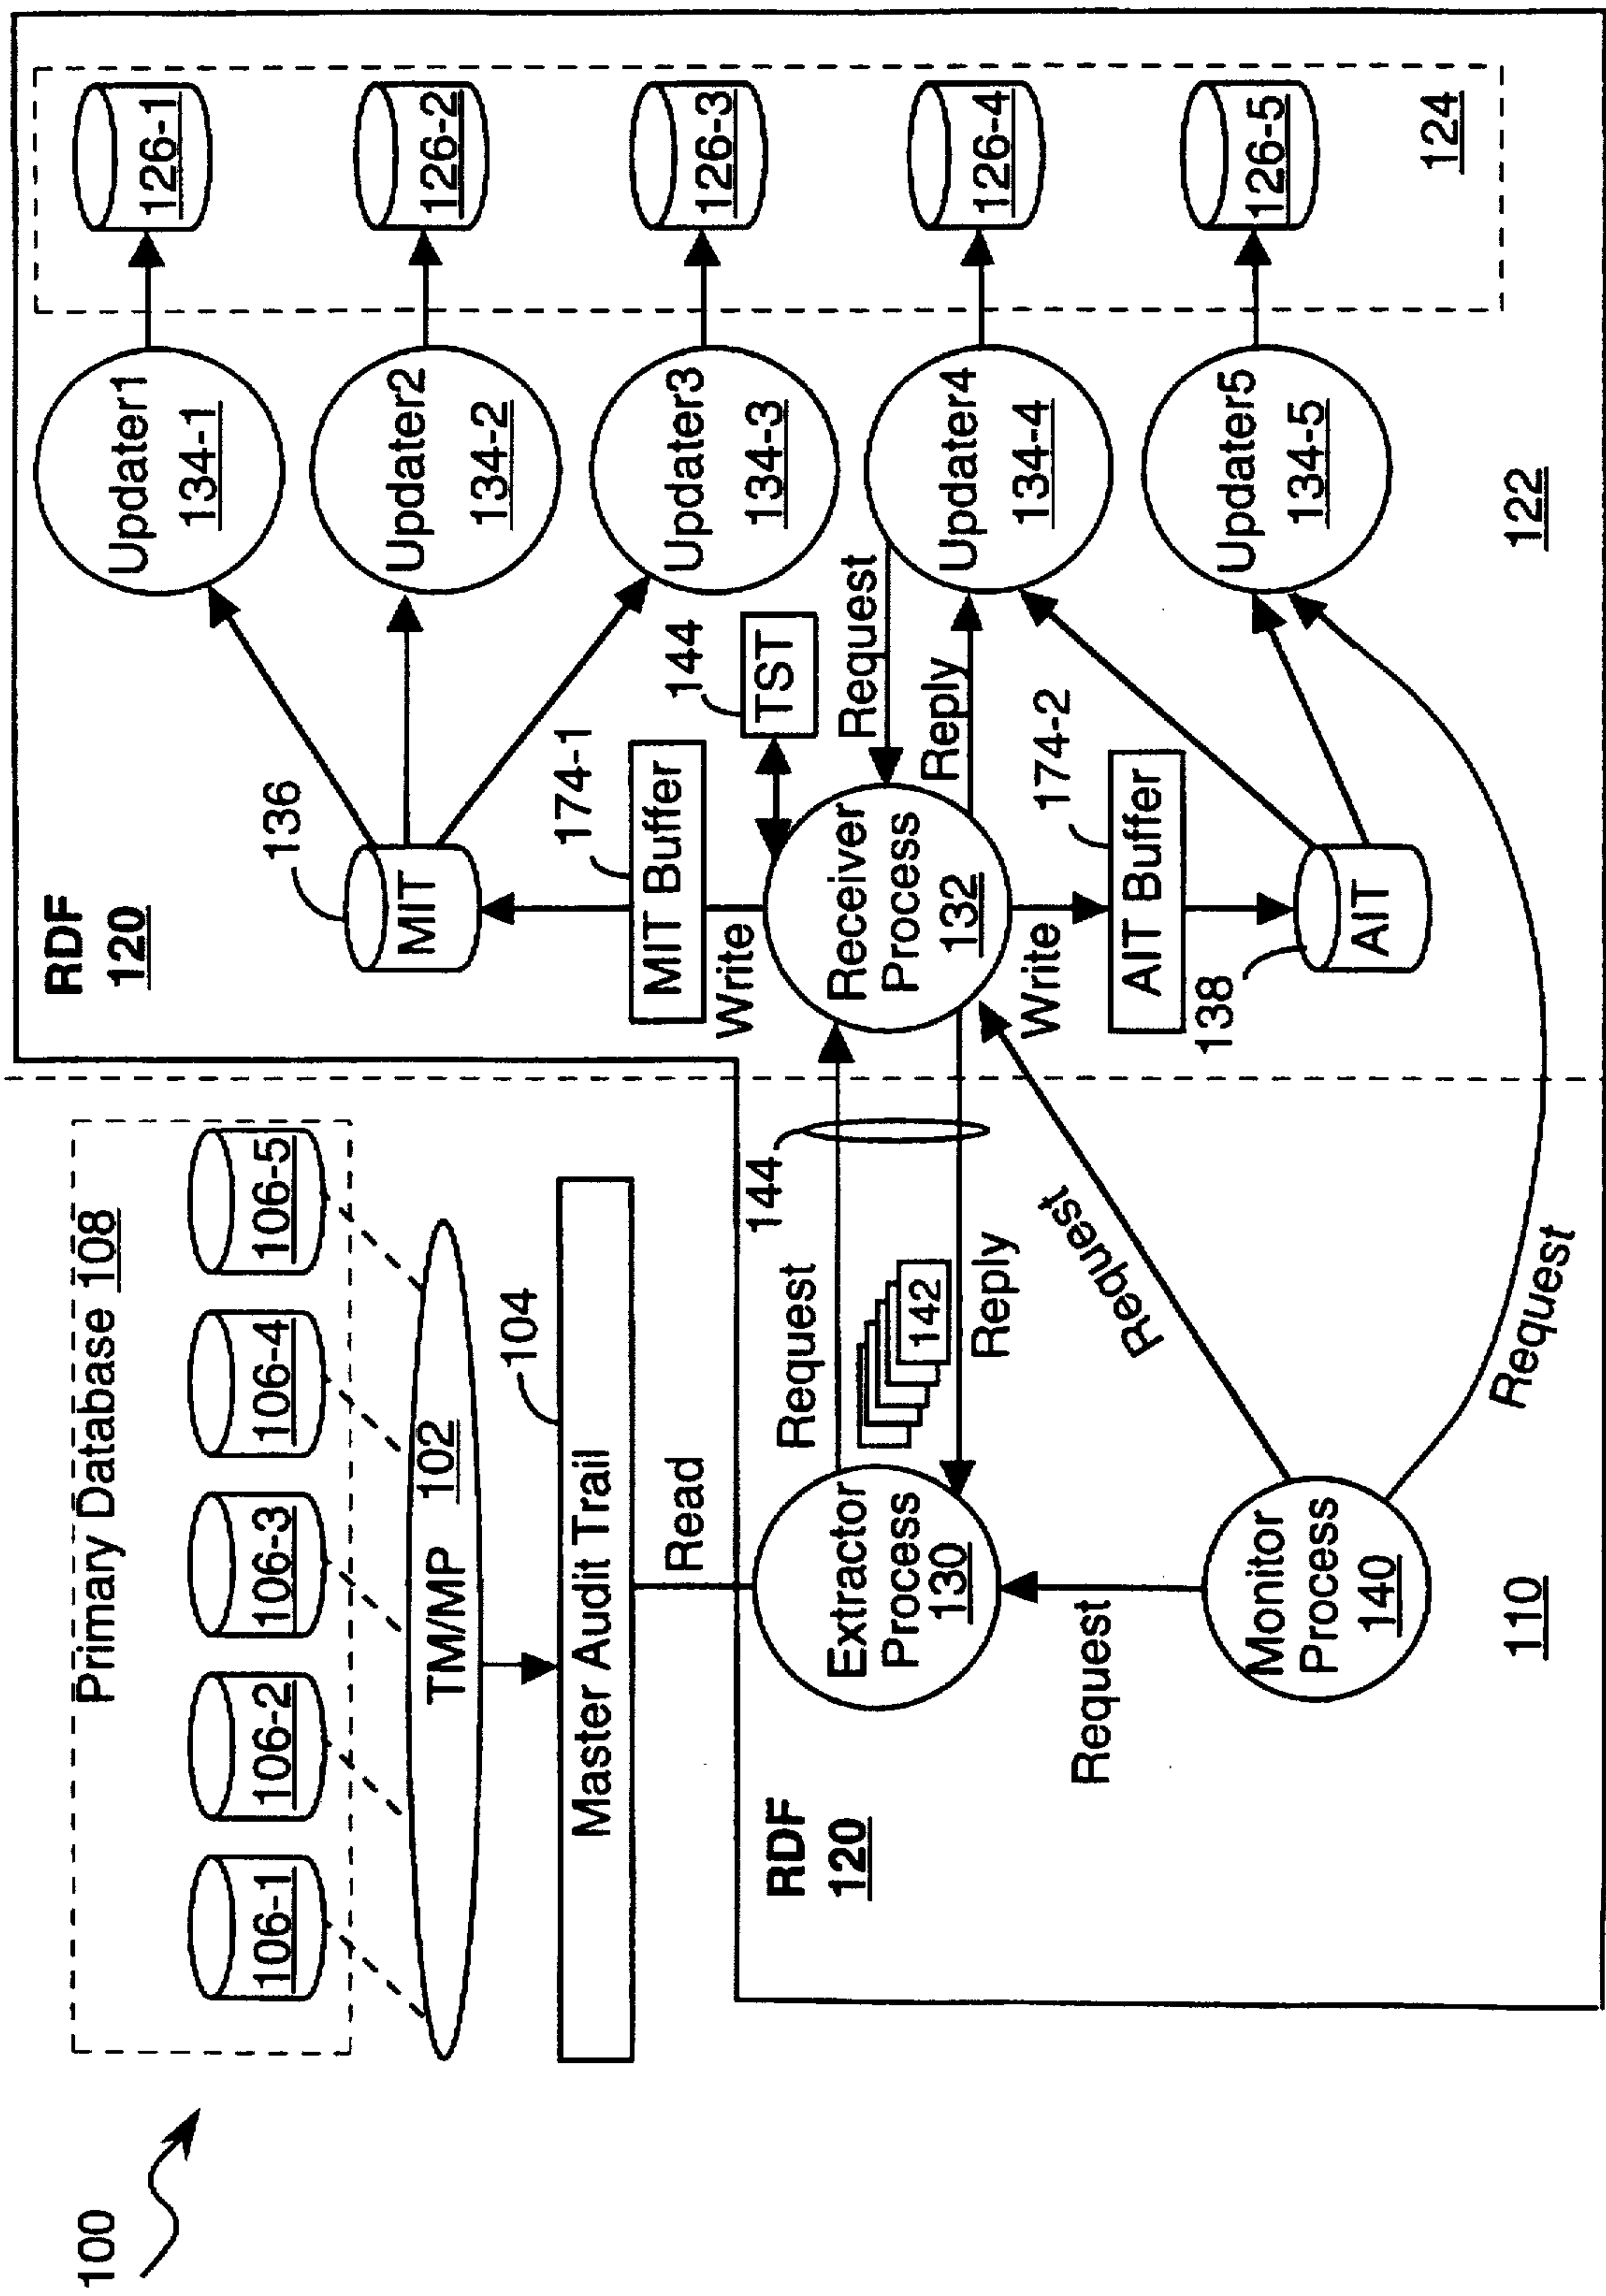 100
Primary Database 108
106-1
106-2
106-3
106-4
106-5
TM/MP 102
104
Master Audit Trail
Read
RDF
120
Extractor
Process
130
Request
144
142
Reply
Request
Monitor
Process
140
Request
Request
110
RDF
120
136
MIT
174-1
MIT Buffer
Write
144
TST
Receiver
Process
132
Request
Reply
Write
174-2
AIT Buffer
138
AIT
Updater1
134-1
Updater2
134-2
Updater3
134-3
Updater4
134-4
Updater5
134-5
122
126-1
126-2
126-3
126-4
126-5
124